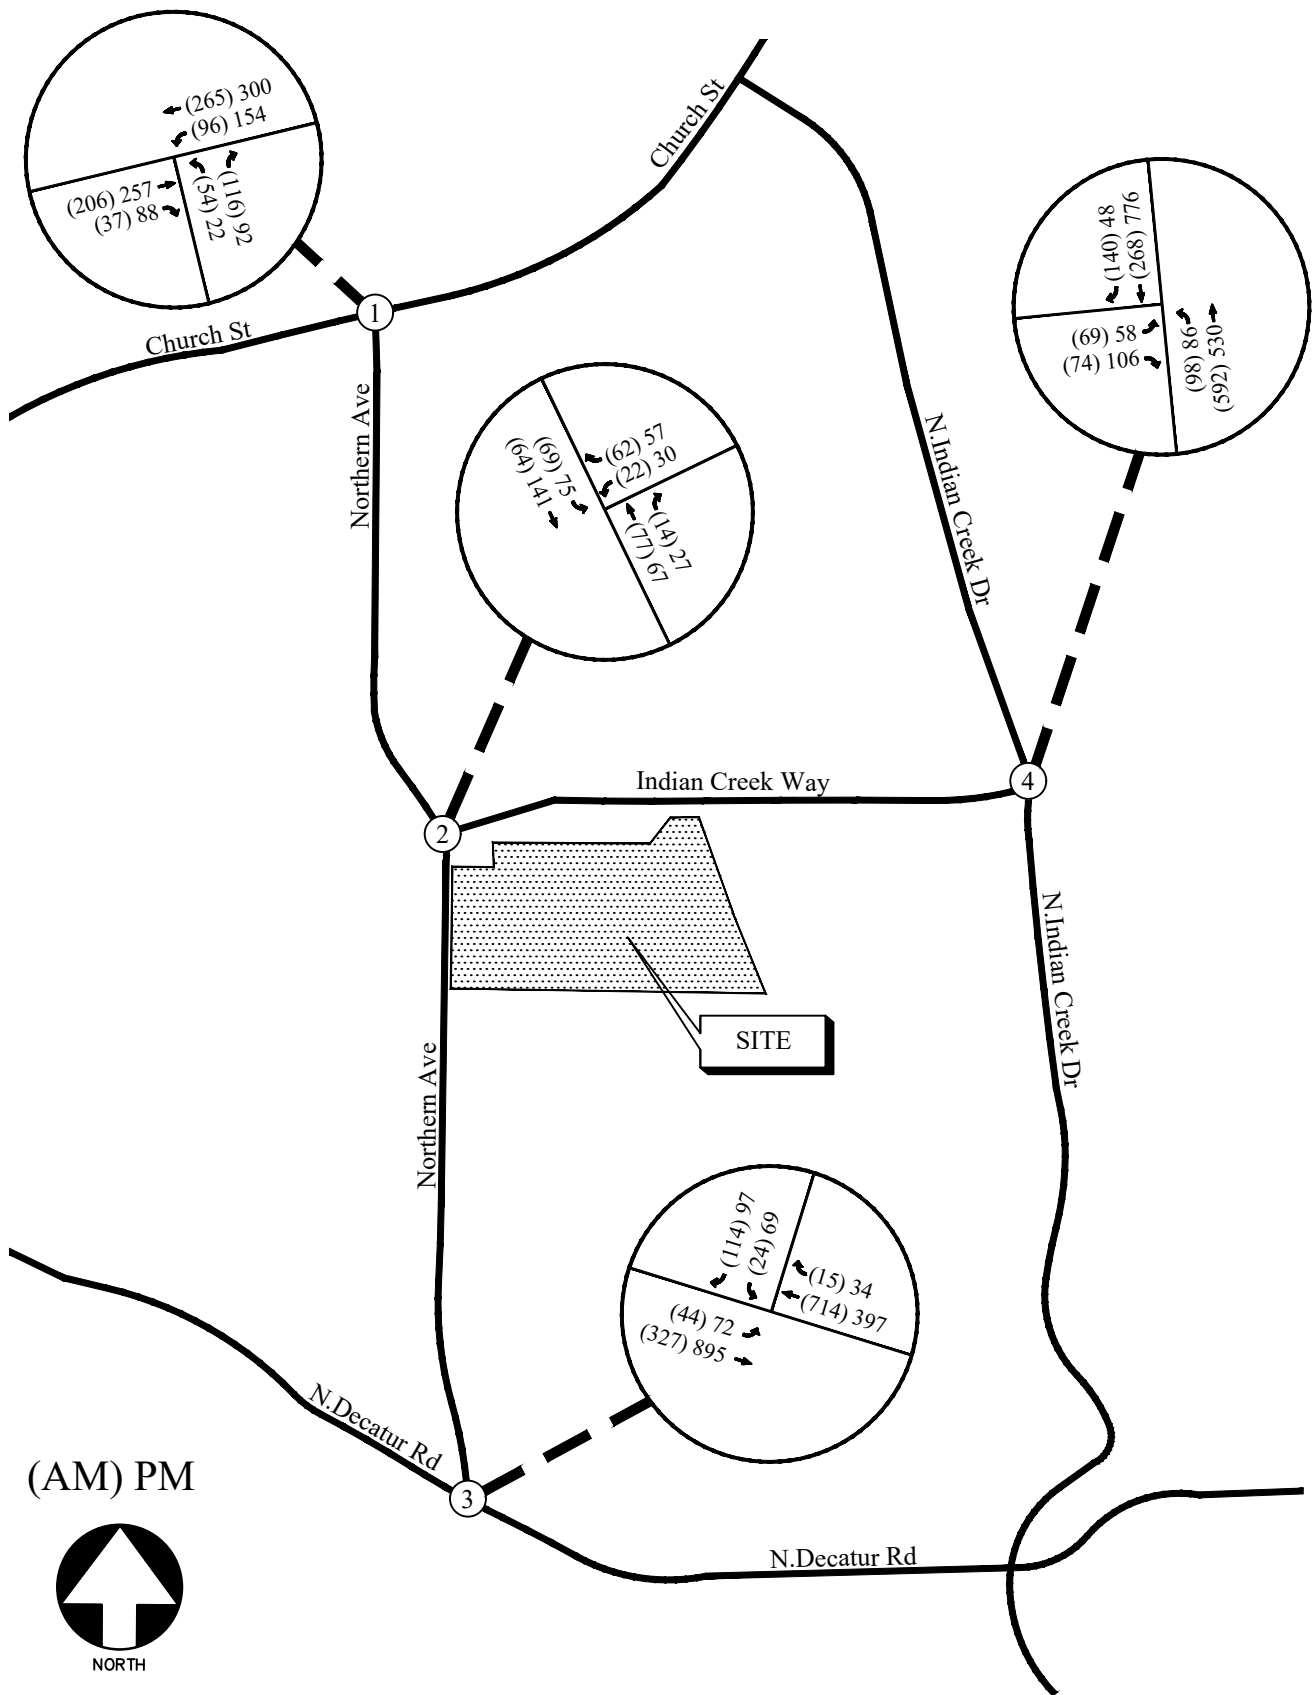 (265) 300
(96) 154
(206) 257
(37) 88
(54) 22
(116) 92
Church St
Church St
1
Northern Ave
(140) 48
(268) 776
(69) 58
(74) 106
(98) 86
(592) 530
(62) 57
(22) 30
(69) 75
(64) 141
(14) 27
(77) 67
N.Indian Creek Dr
Indian Creek Way
4
2
N.Indian Creek Dr
SITE
Northern Ave
(114) 97
(24) 69
(15) 34
(714) 397
(44) 72
(327) 895
N.Decatur Rd
3
N.Decatur Rd
(AM) PM
NORTH